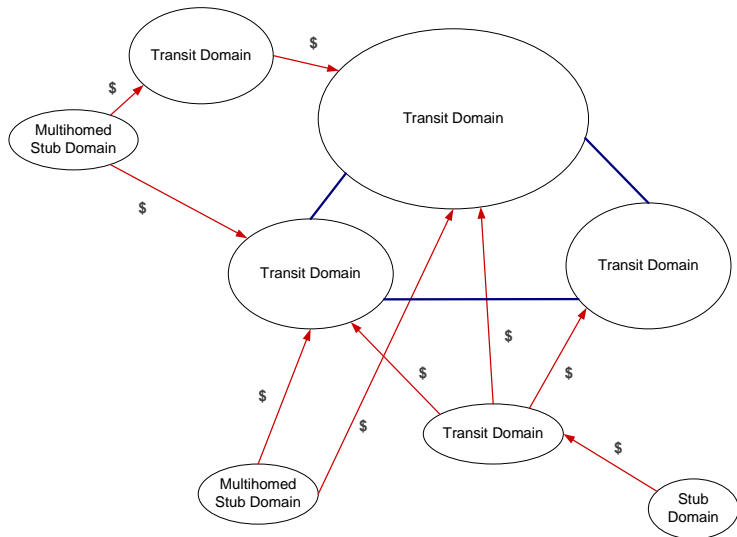 $
Transit Domain
$
Multihomed
Stub Domain
Transit Domain
$
Transit Domain
Transit Domain
$
$
$
$
$
Transit Domain
$
Multihomed
Stub Domain
Stub
Domain